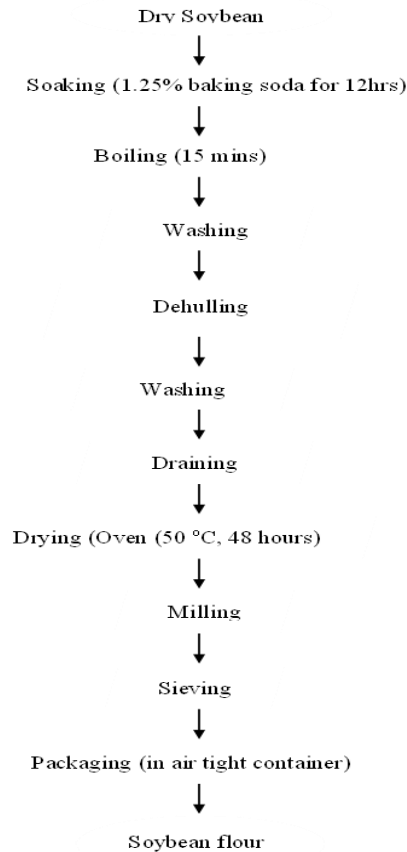 Dry Soybean
Soaking (1.25% baking soda for 12hrs)
Boiling (15 mins)
Washing
Dehulling
Washing
Draining
Drying (Oven (50 °C, 48 hours)
Milling
Sieving
Packaging (in air tight container)
Soybean flour